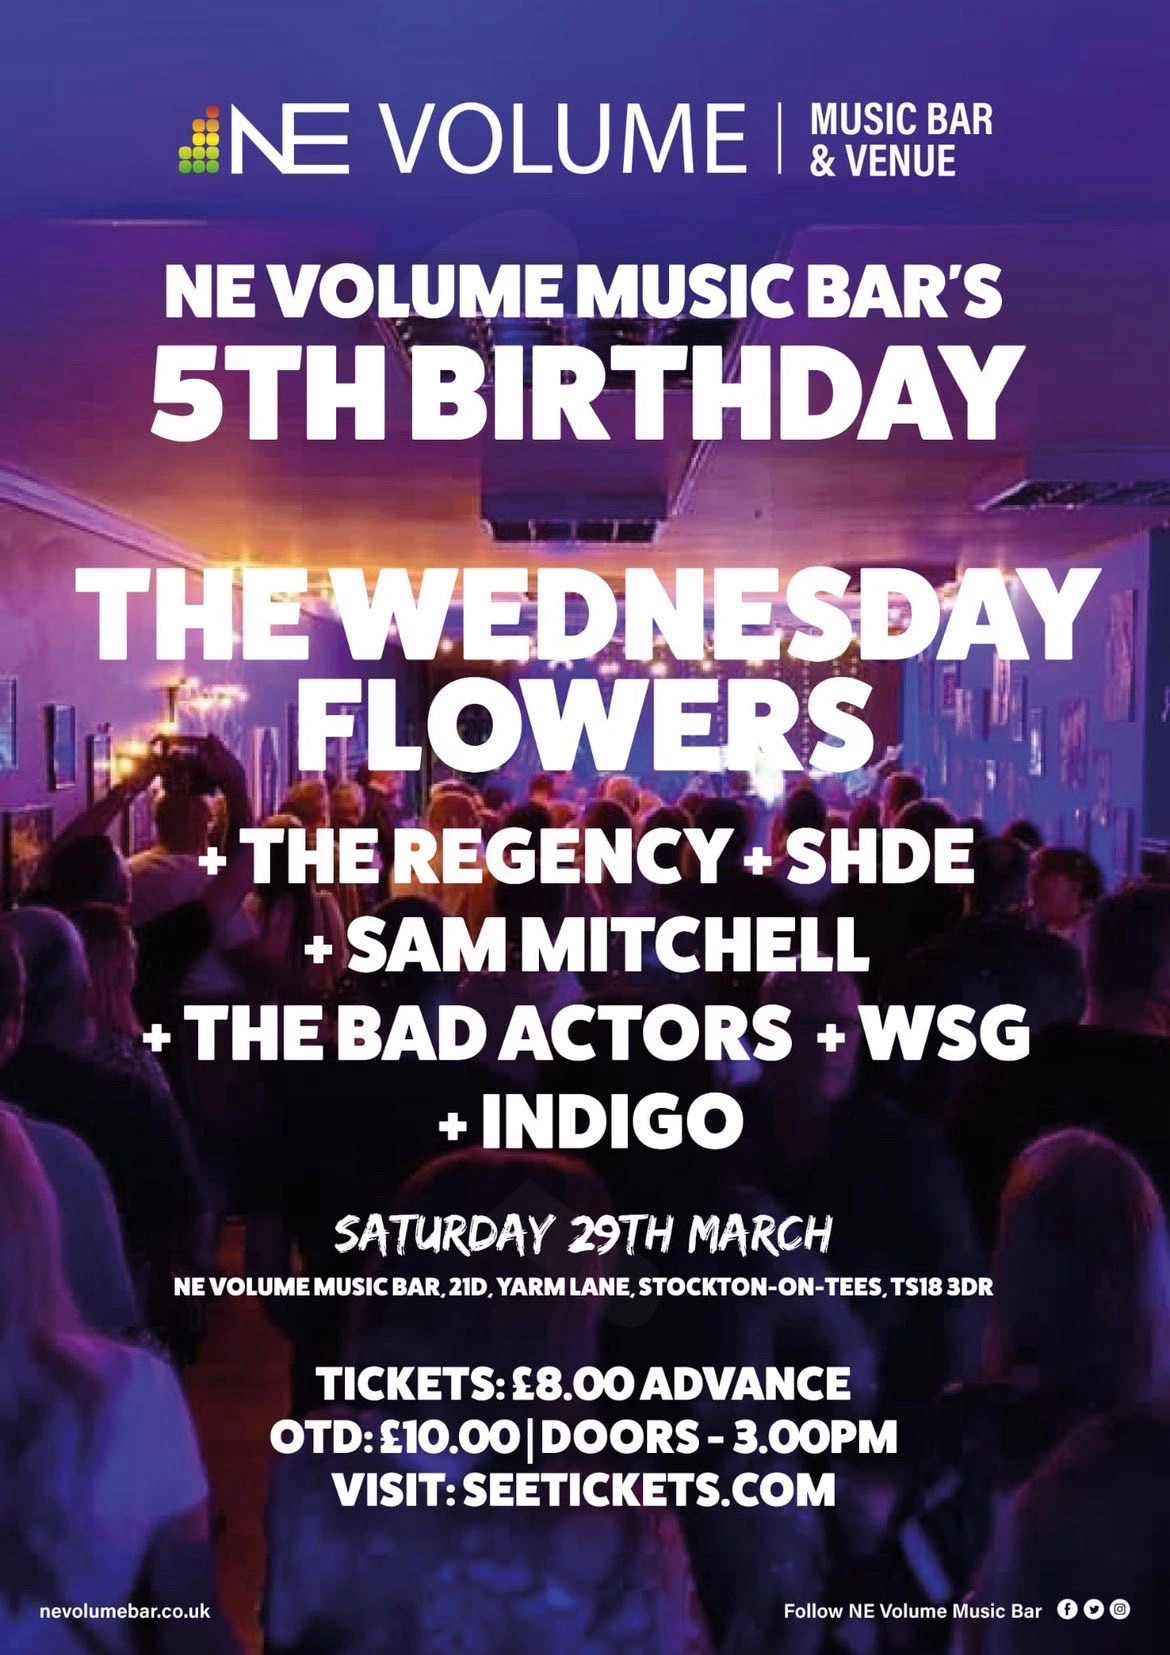 NE VOLUME | MUSIC BAR
& VENUE
NE VOLUME MUSIC BAR'S
5TH BIRTHDAY
THE WEDNESDAY
FLOWERS
+ THE REGENCY + SHDE
+ SAM MITCHELL
+ THE BAD ACTORS + WSG
+ INDIGO
SATURDAY 29TH MARCH
NE VOLUME MUSIC BAR, 21D, YARM LANE, STOCKTON-ON-TEES, TS18 3DR
TICKETS: £8.00 ADVANCE
OTD: £10.00 | DOORS - 3.00PM
VISIT: SEETICKETS.COM
nevolumebar.co.uk
Follow NE Volume Music Bar